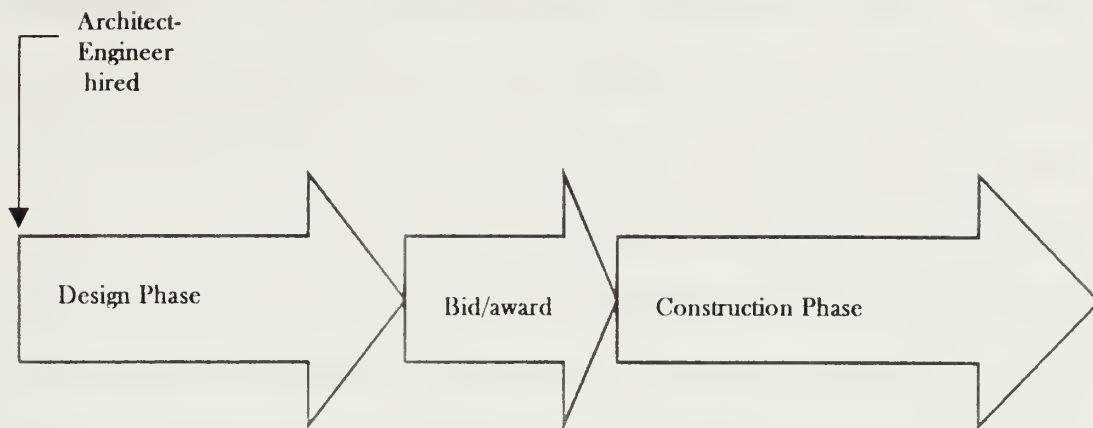 Architect-
Engineer
hired
Design Phase
Bid/award
Construction Phase